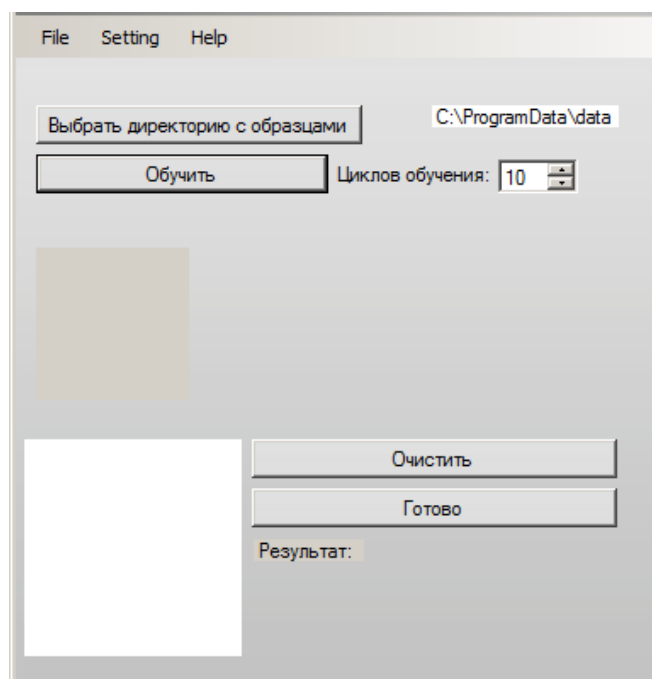 File Setting Help
Выбрать директорию с образцами C:\ProgramData\data
Обучить Циклов обучения: 10
Очистить
Готово
Результат: